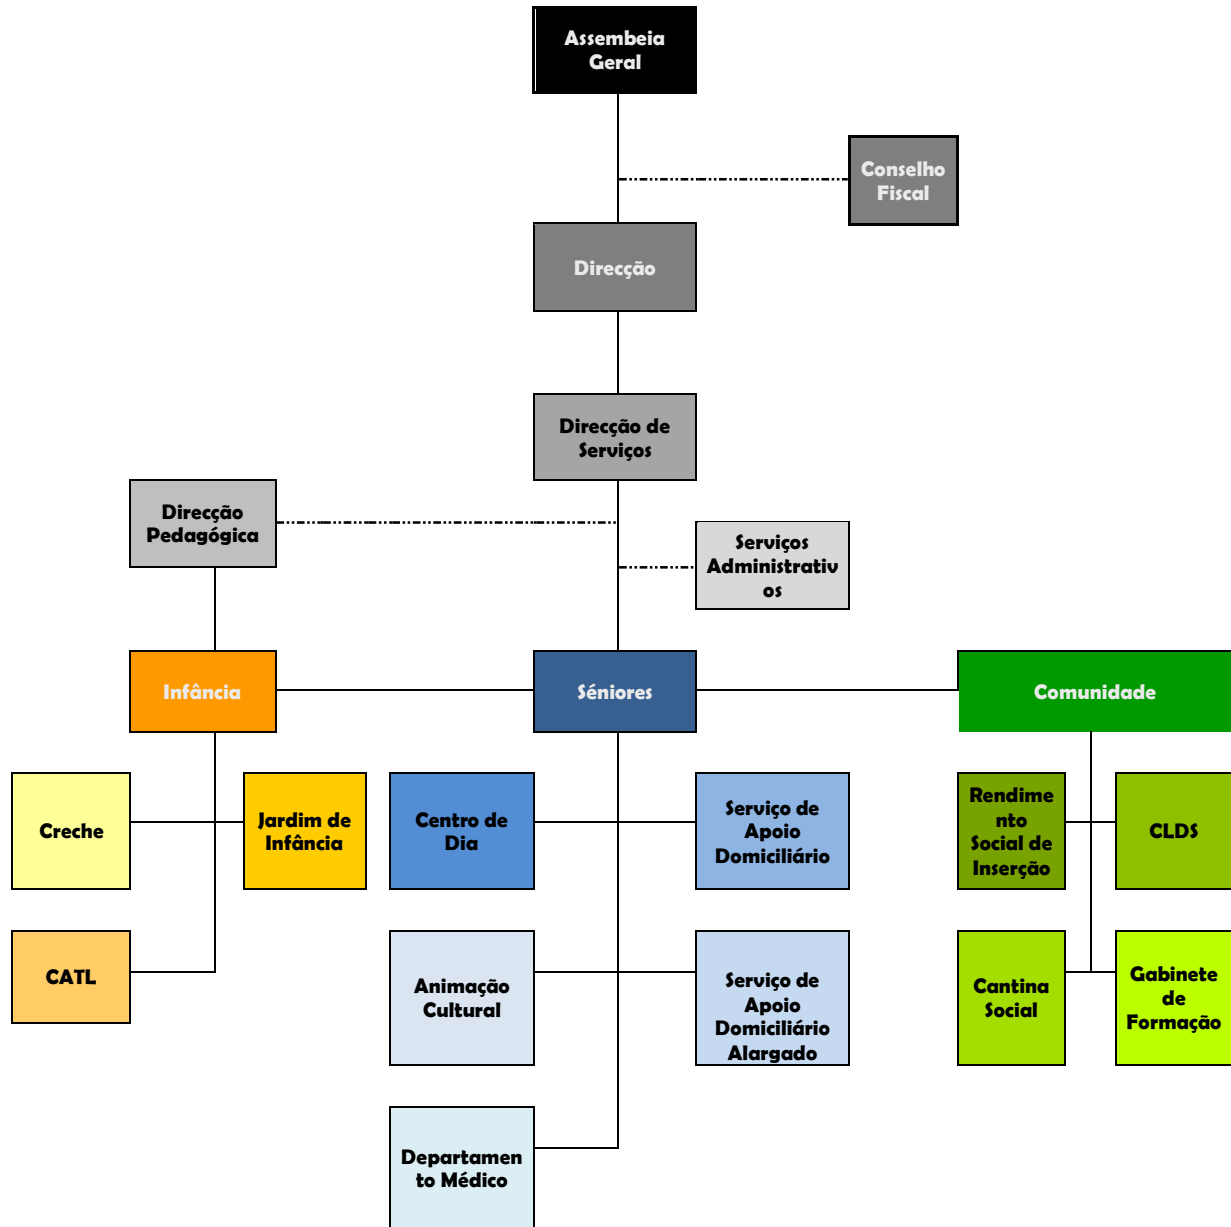 Assembeia
Geral
Conselho
Fiscal
Direcção
Direcção de
Serviços
Direcção
Pedagógica
Serviços
Administrativ
os
Infância
Séniores
Comunidade
Creche
Jardim de
Infância
Centro de
Dia
Serviço de
Apoio
Domiciliário
Rendime
nto
Social de
Inserção
CLDS
CATL
Animação
Cultural
Serviço de
Apoio
Domiciliário
Alargado
Cantina
Social
Gabinete
de
Formação
Departamen
to Médico